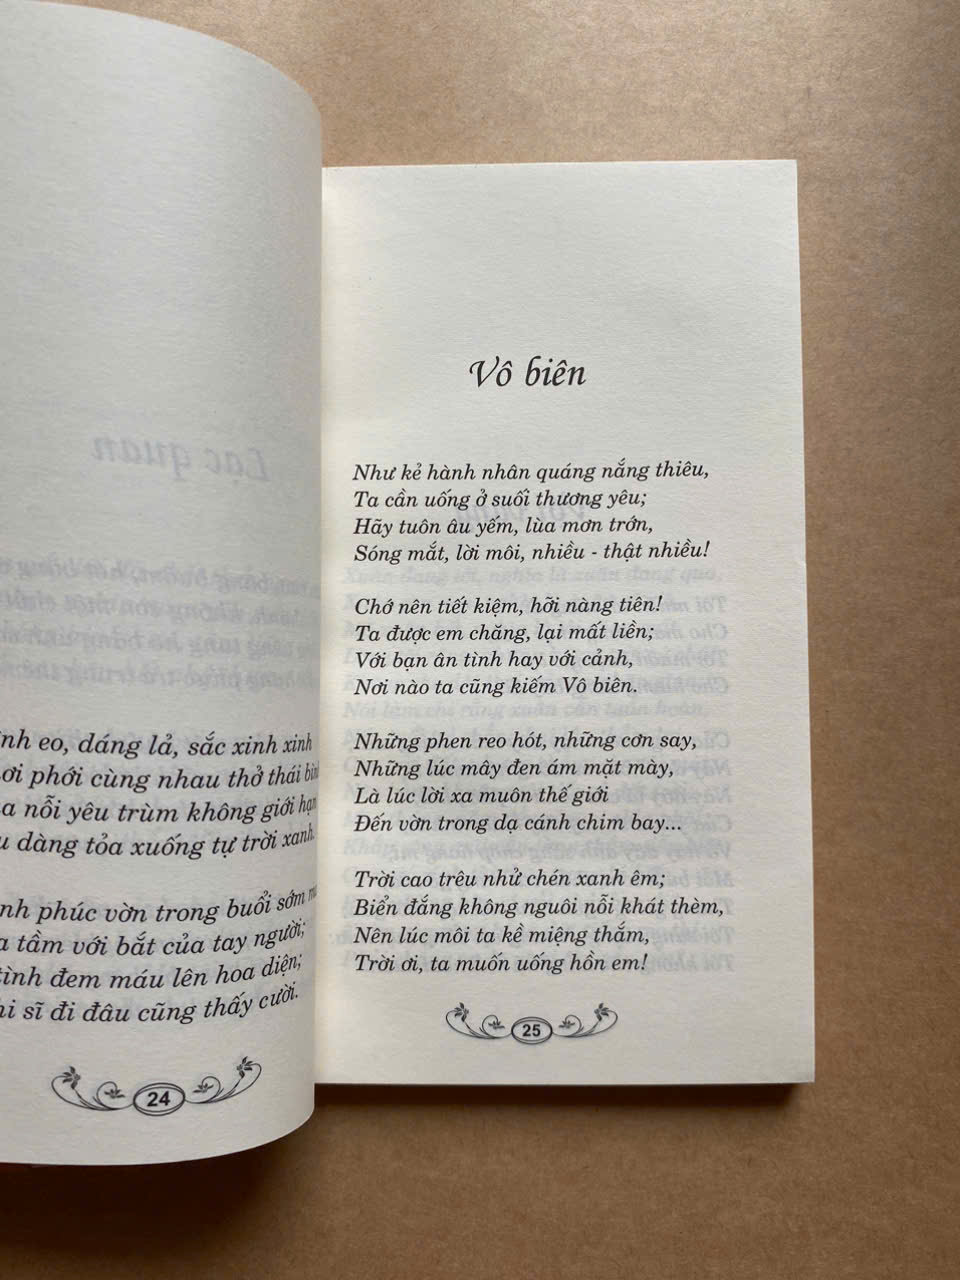 eo, dáng lả, sắc xinh xinh
phới cùng nhau thở thái
nỗi yêu trùm không giới hạn
dàng tỏa xuống tự trời xanh.
phúc vờn trong buổi sớm
tầm với bắt của tay người;
tình đem máu lên hoa diện;
sĩ đi đâu cũng thấy cười.
24
Vô biên
Như kẻ hành nhân quáng nắng thiêu,
Ta cần uống ở suối thương yêu;
Hãy tuôn âu yếm, lùa mơn trớn,
Sóng mắt, lời môi, nhiều - thật nhiều!
Chớ nên tiết kiệm, hỡi nàng tiên!
Ta được em chăng, lại mất liền;
Với bạn ân tình hay với cảnh,
Nơi nào ta cũng kiếm Vô biên.
Những phen reo hót, những cơn say,
Những lúc mây đen ám mặt mày,
Là lúc lời xa muôn thế giới
Đến vờn trong dạ cánh chim bay...
Trời cao trêu nhử chén xanh êm;
Biển đắng không nguôi nỗi khát thèm,
Nên lúc môi ta kề miệng thắm,
Trời ơi, ta muốn uống hồn em!
25